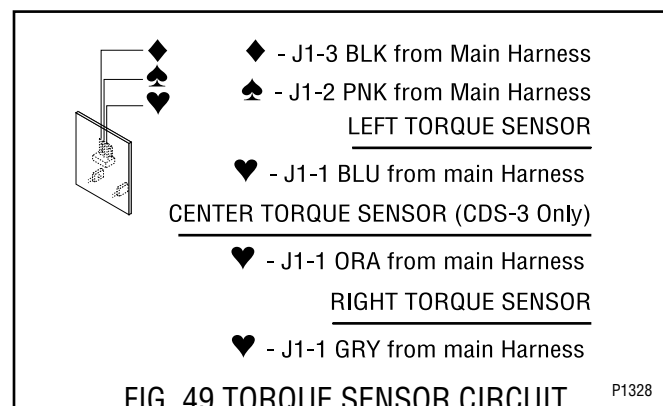 ♦ - J1-3 BLK from Main Harness
♠ - J1-2 PNK from Main Harness
LEFT TORQUE SENSOR
♥ - J1-1 BLU from main Harness
CENTER TORQUE SENSOR (CDS-3 Only)
♥ - J1-1 ORA from main Harness
RIGHT TORQUE SENSOR
♥ - J1-1 GRY from main Harness
FIG. 49 TORQUE SENSOR CIRCUIT
P1328